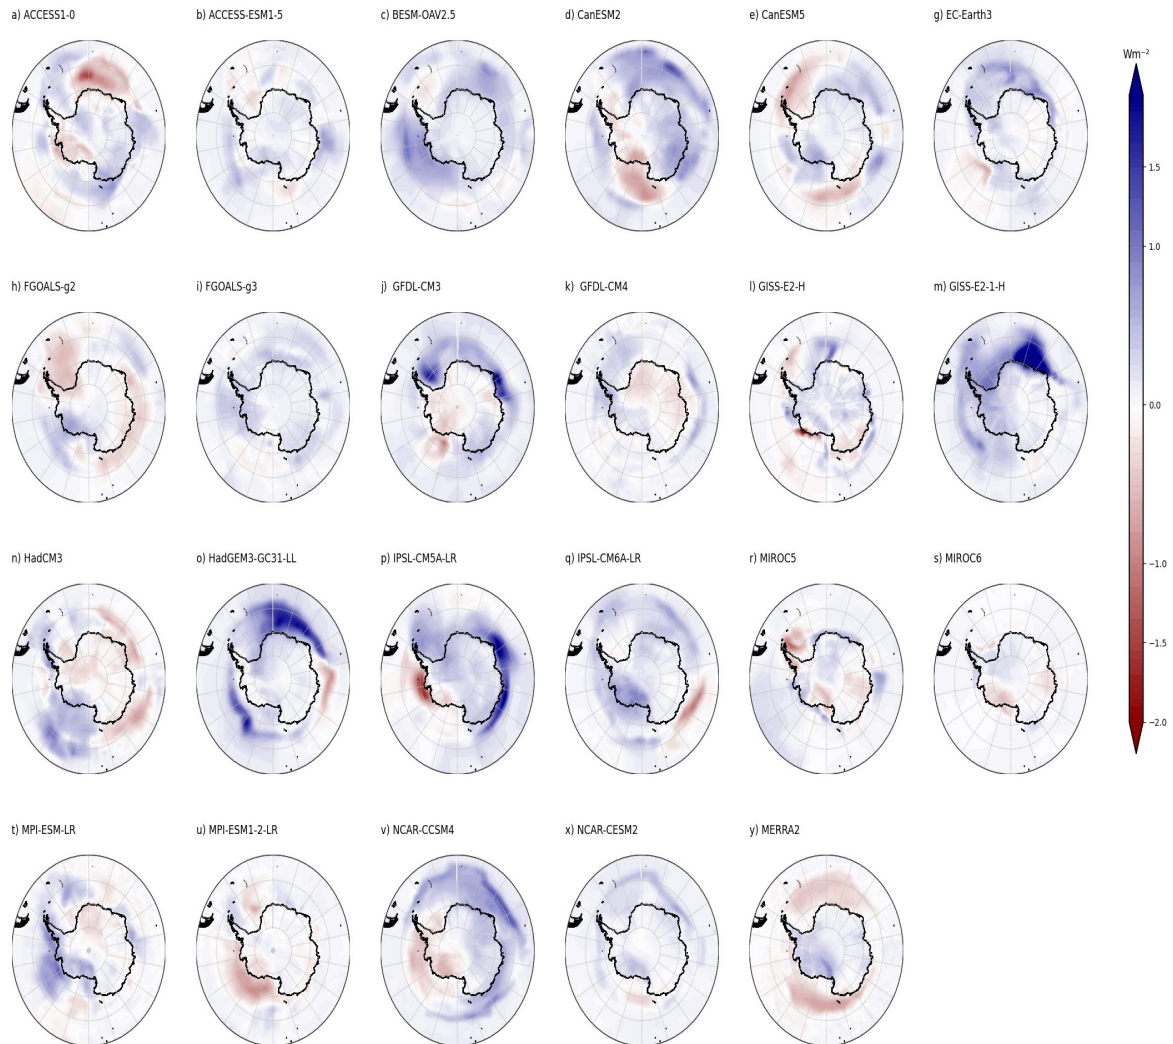 a) ACCESS1-0
b) ACCESS-ESM1-5
c) BESM-OAV2.5
d) CanESM2
e) CanESM5
g) EC-Earth3
Wm⁻²
1.5
1.0
0.0
−1.0
−1.5
−2.0
h) FGOALS-g2
i) FGOALS-g3
j) GFDL-CM3
k) GFDL-CM4
l) GISS-E2-H
m) GISS-E2-1-H
n) HadCM3
o) HadGEM3-GC31-LL
p) IPSL-CM5A-LR
q) IPSL-CM6A-LR
r) MIROC5
s) MIROC6
t) MPI-ESM-LR
u) MPI-ESM1-2-LR
v) NCAR-CCSM4
x) NCAR-CESM2
y) MERRA2